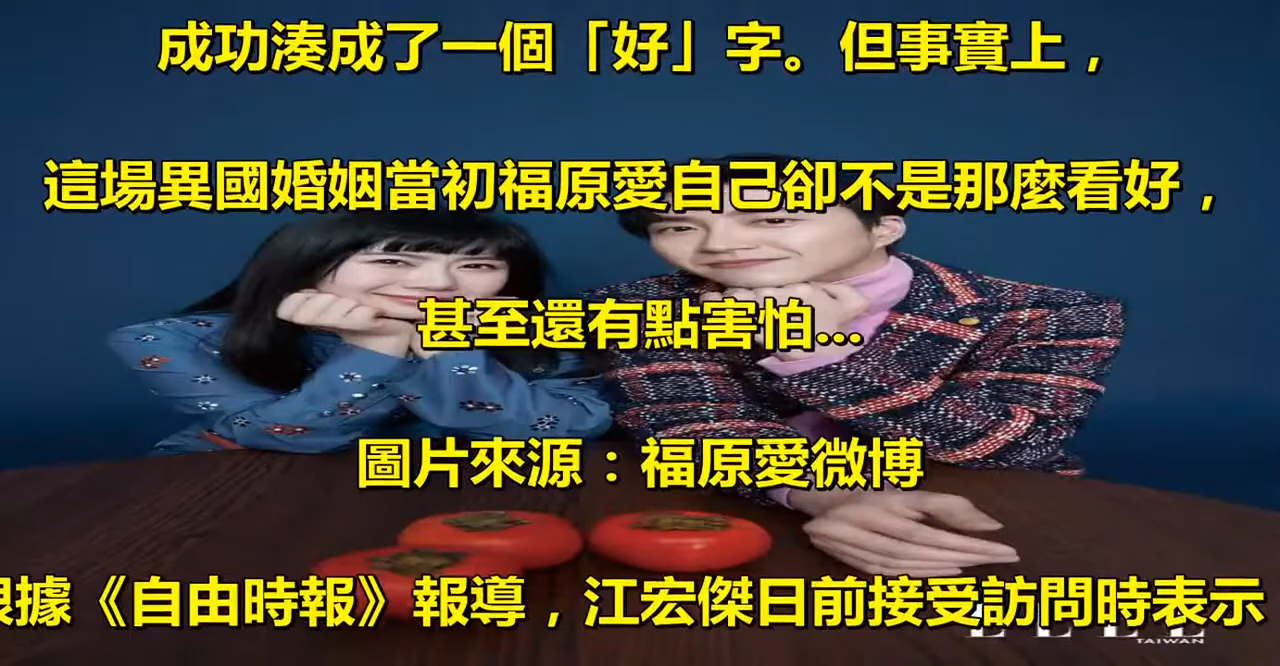 成功湊成了一個「好」字。但事實上，
這場異國婚姻當初福原愛自己卻不是那麼看好，
甚至還有點害怕...
圖片來源：福原愛微博
根據《自由時報》報導，江宏傑日前接受訪問時表示
TAIWAN